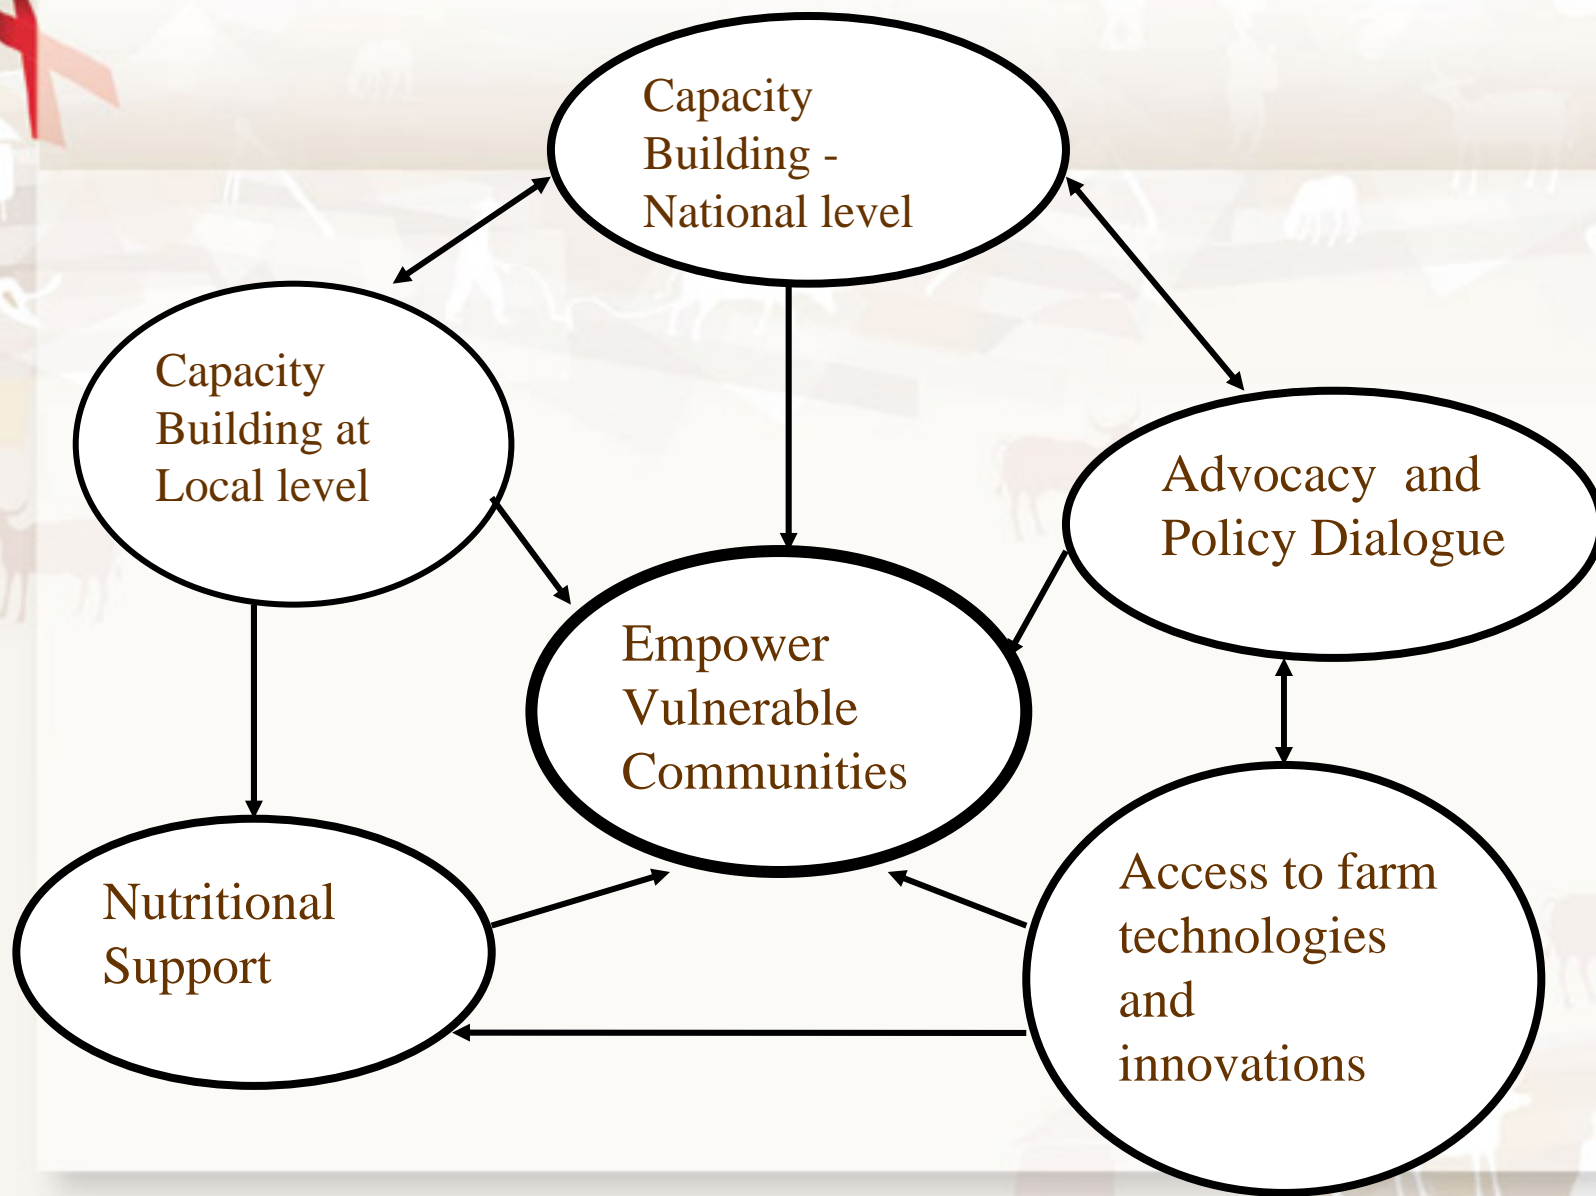 Capacity
Building -
National level
Capacity
Building at
Local level
Advocacy  and
Policy Dialogue
Empower
Vulnerable
Communities
Nutritional
Support
Access to farm
technologies
and
innovations